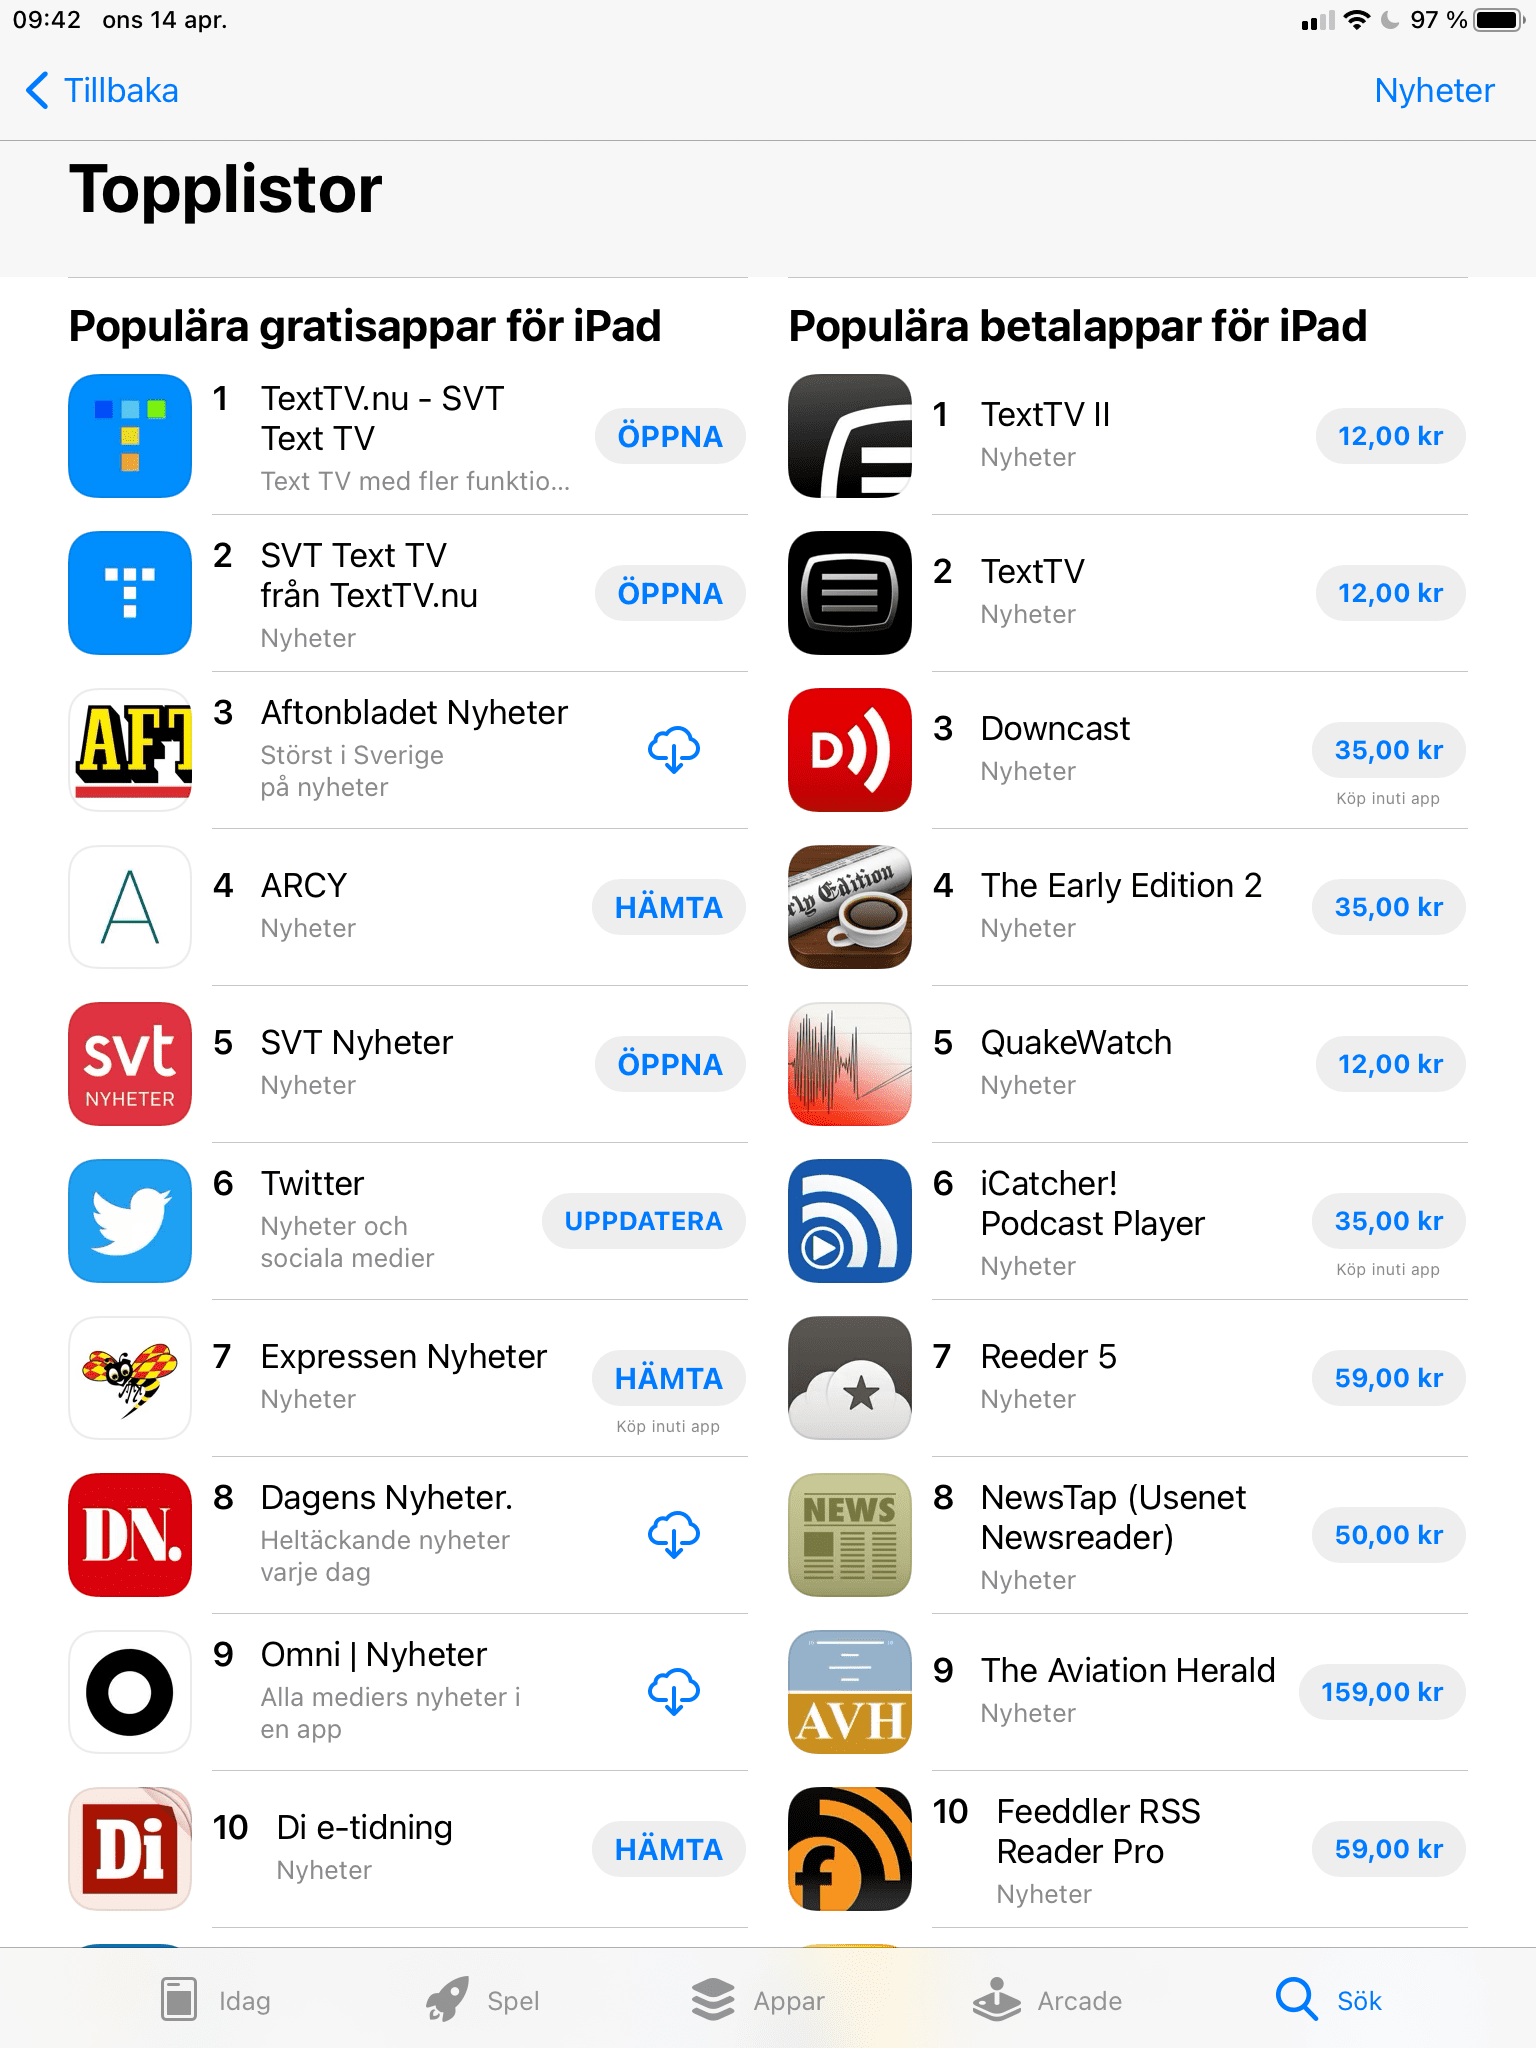 09:42 ons 14 apr.
97 %
Tillbaka
Nyheter
Topplistor
Populära gratisappar för iPad
1 TextTV.nu - SVT
Text TV
Text TV med fler funktio...
ÖPPNA
2 SVT Text TV
från TextTV.nu
Nyheter
ÖPPNA
AFT
3 Aftonbladet Nyheter
Störst i Sverige
på nyheter
A
4 ARCY
Nyheter
HÄMTA
svt
NYHETER
5 SVT Nyheter
Nyheter
ÖPPNA
6 Twitter
Nyheter och
sociala medier
UPPDATERA
7 Expressen Nyheter
Nyheter
HÄMTA
Köp inuti app
DN.
8 Dagens Nyheter.
Heltäckande nyheter
varje dag
9 Omni | Nyheter
Alla mediers nyheter i
en app
Di
10 Di e-tidning
Nyheter
HÄMTA
Populära betalappar för iPad
1 TextTV II
Nyheter
12,00 kr
2 TextTV
Nyheter
12,00 kr
D
3 Downcast
Nyheter
35,00 kr
Köp inuti app
rly Edition
4 The Early Edition 2
Nyheter
35,00 kr
5 QuakeWatch
Nyheter
12,00 kr
6 iCatcher!
Podcast Player
Nyheter
35,00 kr
Köp inuti app
7 Reeder 5
Nyheter
59,00 kr
NEWS
8 NewsTap (Usenet
Newsreader)
Nyheter
50,00 kr
AVH
9 The Aviation Herald
Nyheter
159,00 kr
f
10 Feeddler RSS
Reader Pro
Nyheter
59,00 kr
Idag
Spel
Appar
Arcade
Sök